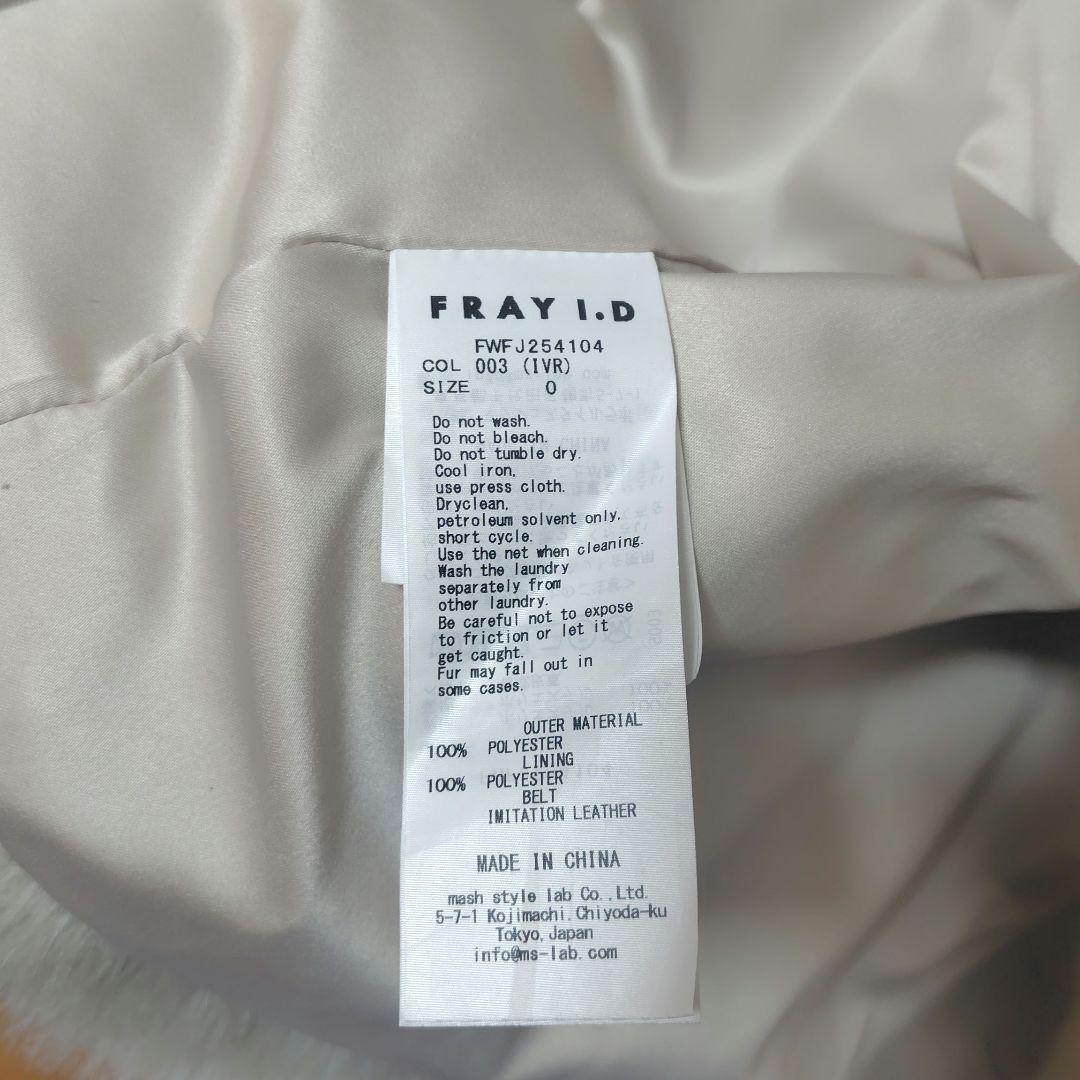 FRAY I.D
FWFJ254104
COL 003 (IVR)
SIZE 0
Do not wash.
Do not bleach.
Do not tumble dry.
Cool iron,
use press cloth.
Dryclean,
petroleum solvent only,
short cycle.
Use the net when cleaning.
Wash the laundry
separately from
other laundry.
Be careful not to expose
to friction or let it
get caught.
Fur may fall out in
some cases.
OUTER MATERIAL
100% POLYESTER
LINING
100% POLYESTER
BELT
IMITATION LEATHER
MADE IN CHINA
mash style lab Co.,Ltd.
5-7-1 Kojimachi,Chiyoda-ku
Tokyo,Japan
info@ms-lab.com